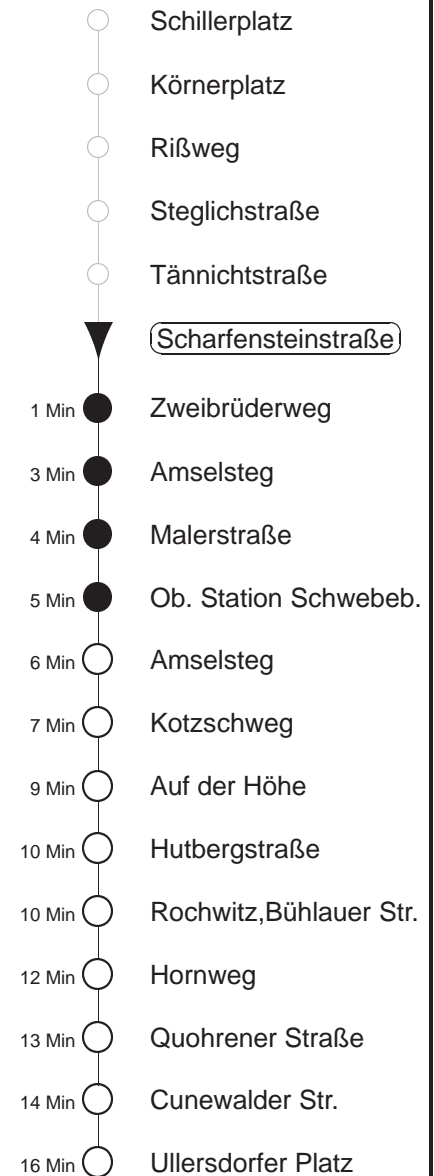 Schillerplatz
Körnerplatz
Rißweg
Steglichstraße
Tännichtstraße
Scharfensteinstraße
1 Min Zweibrüderweg
3 Min Amselsteg
4 Min Malerstraße
5 Min Ob. Station Schwebeb.
6 Min Amselsteg
7 Min Kotzschweg
9 Min Auf der Höhe
10 Min Hutbergstraße
10 Min Rochwitz,Bühlauer Str.
12 Min Hornweg
13 Min Quohrener Straße
14 Min Cunewalder Str.
16 Min Ullersdorfer Platz